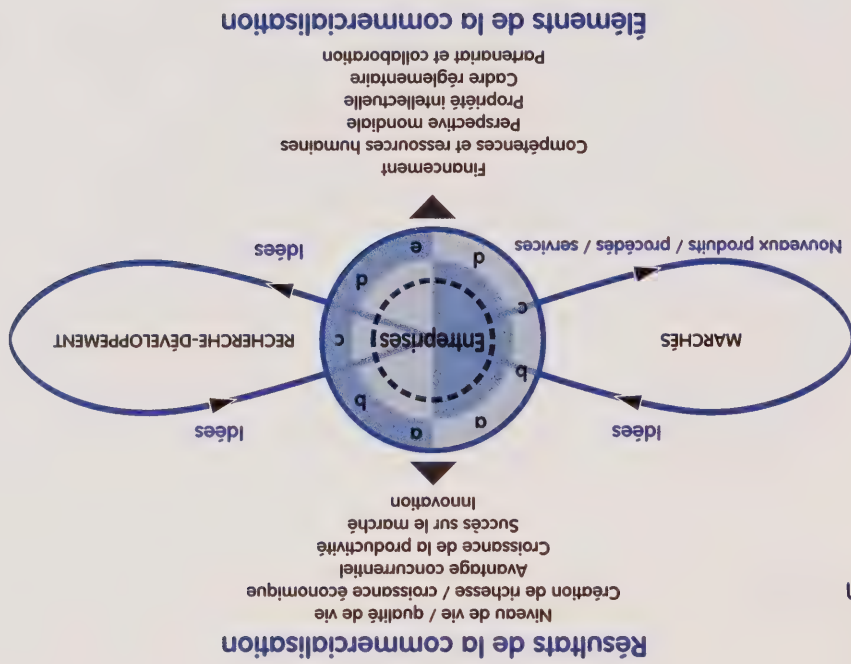 Résultats de la commercialisation
Niveau de vie / qualité de vie
Création de richesse / croissance économique
Avantage concurrentiel
Croissance de la productivité
Succès sur le marché
Innovation
Idées
Idées
a
a
b
b
MARCHÉS
Entreprises
c
RECHERCHE-DÉVELOPPEMENT
c
d
d
e
Nouveaux produits / procédés / services
Idées
Financement
Compétences et ressources humaines
Perspective mondiale
Propriété intellectuelle
Cadre réglementaire
Partenariat et collaboration
Éléments de la commercialisation